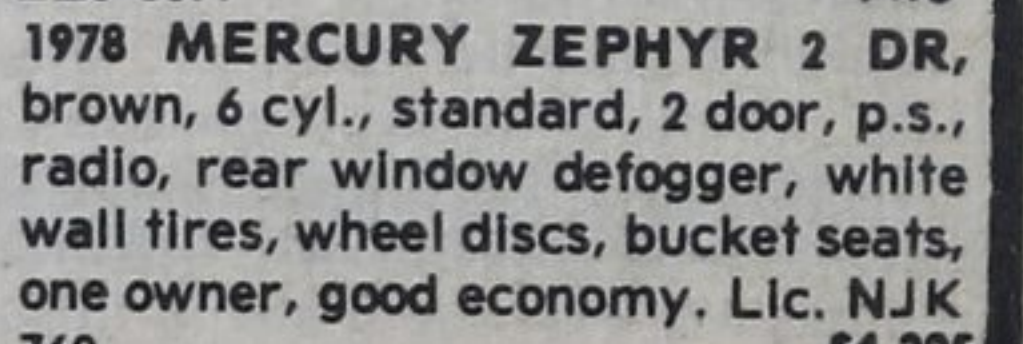 1978 MERCURY ZEPHYR 2 DR,
brown, 6 cyl., standard, 2 door, p.s.,
radio, rear window defogger, white
wall tires, wheel discs, bucket seats,
one owner, good economy. Lic. NJK